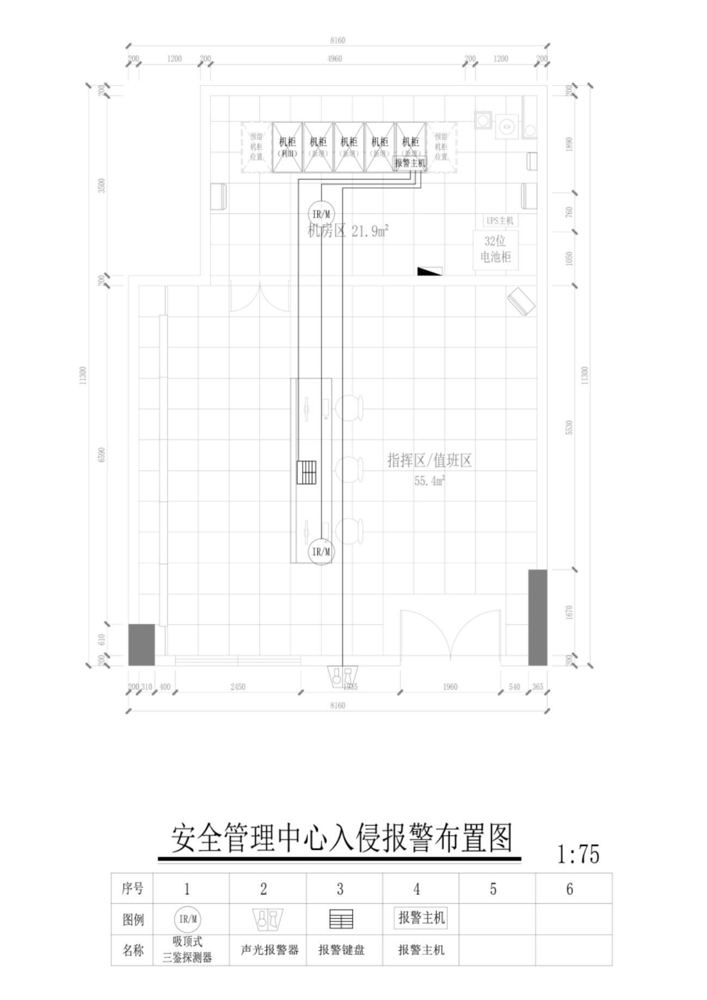 8160
200 1200 200 4960 200 1200 200
200
200
预留
机柜
位置
机柜
(利旧)
机柜
(新增)
机柜
(新增)
机柜
(新增)
机柜
(新增)
报警主机
预留
机柜
位置
1890
3500
IR/M
机房区 21.9m²
760
UPS主机
32位
电池柜
1050
200
11300
11300
5530
6590
指挥区/值班区
55.4m²
IR/M
1670
610
200
200
200 310 400 2450 1935 1960 540 365
8160
安全管理中心入侵报警布置图 1:75
序号 1 2 3 4 5 6
图例 IR/M 报警主机
名称 吸顶式
三鉴探测器 声光报警器 报警键盘 报警主机